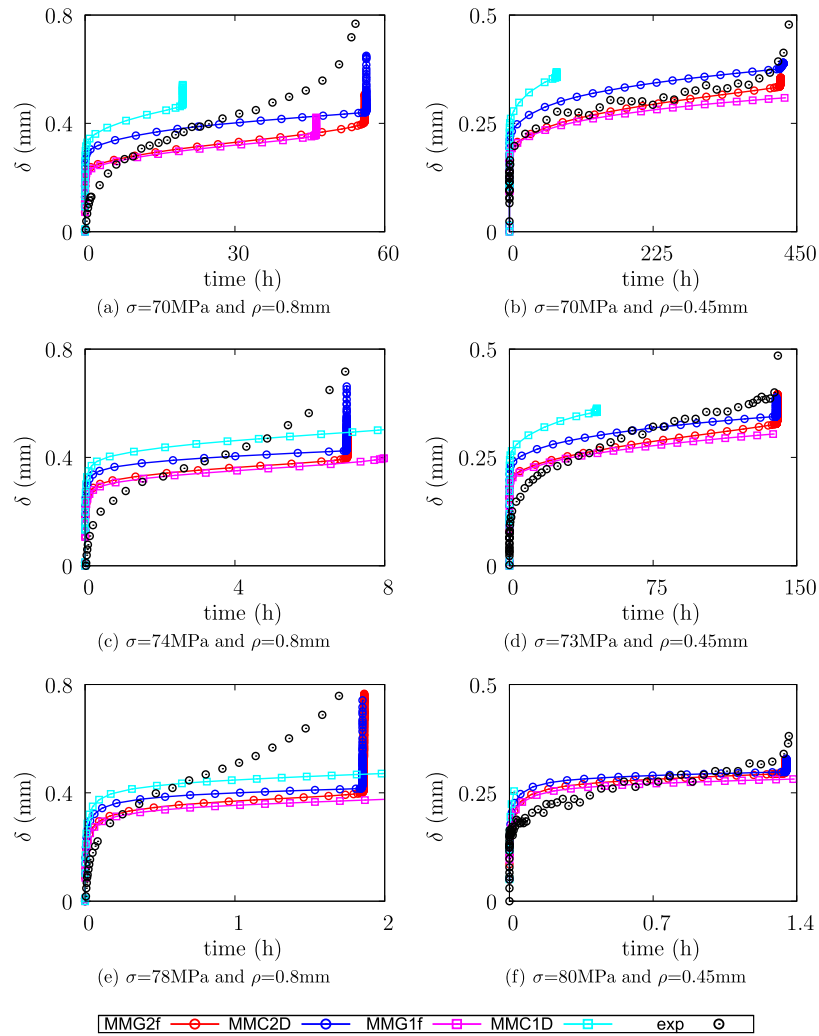 0.8
0.4
0
δ (mm)
0
30
60
time (h)
(a) σ=70MPa and ρ=0.8mm
0.5
0.25
0
δ (mm)
0
225
450
time (h)
(b) σ=70MPa and ρ=0.45mm
0.8
0.4
0
δ (mm)
0
4
8
time (h)
(c) σ=74MPa and ρ=0.8mm
0.5
0.25
0
δ (mm)
0
75
150
time (h)
(d) σ=73MPa and ρ=0.45mm
0.8
0.4
0
δ (mm)
0
1
2
time (h)
(e) σ=78MPa and ρ=0.8mm
0.5
0.25
0
δ (mm)
0
0.7
1.4
time (h)
(f) σ=80MPa and ρ=0.45mm
MMG2f MMC2D MMG1f MMC1D exp